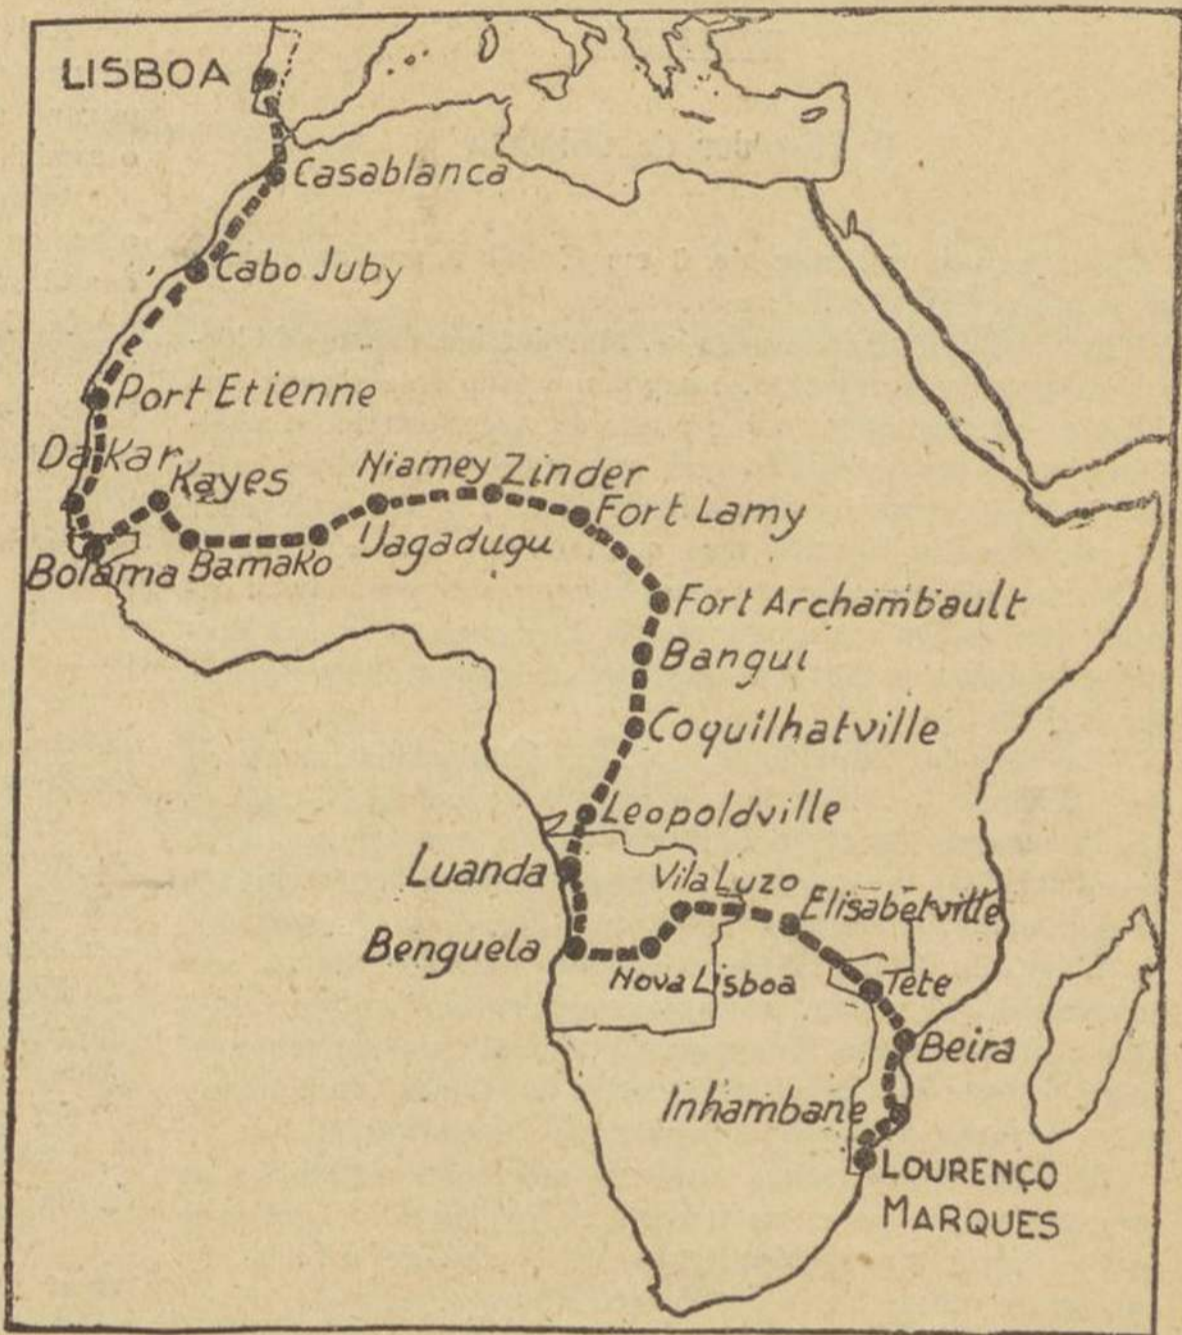 LISBOA
Casablanca
Cabo Juby
Port Etienne
Dakar
Kayes
Niamey Zinder
Fort Lamy
Bolama Bamako Uagadugu
Fort Archambault
Bangui
Coquilhatville
Leopoldville
Luanda
Vila Luzo
Elisabetville
Benguela
Nova Lisboa
Tete
Beira
Inhambane
LOURENÇO
MARQUES